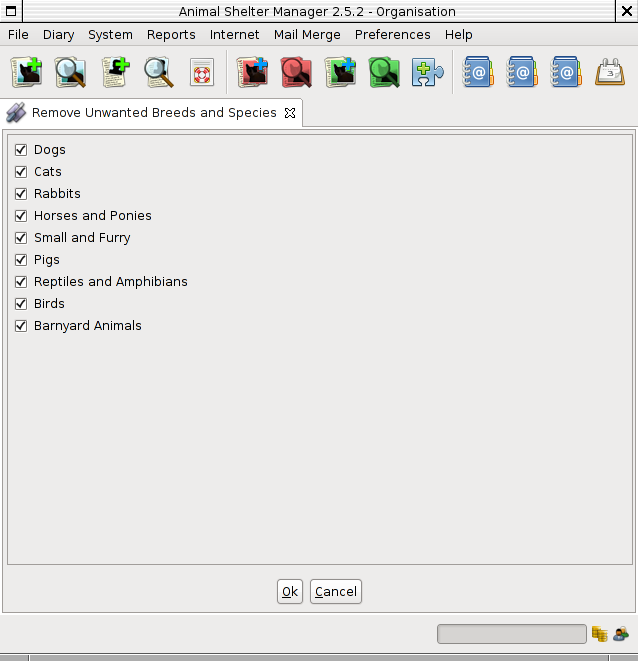 Animal Shelter Manager 2.5.2 - Organisation
File Diary System Reports Internet Mail Merge Preferences Help
@ @ @ 3
Remove Unwanted Breeds and Species
Dogs
Cats
Rabbits
Horses and Ponies
Small and Furry
Pigs
Reptiles and Amphibians
Birds
Barnyard Animals
Ok Cancel